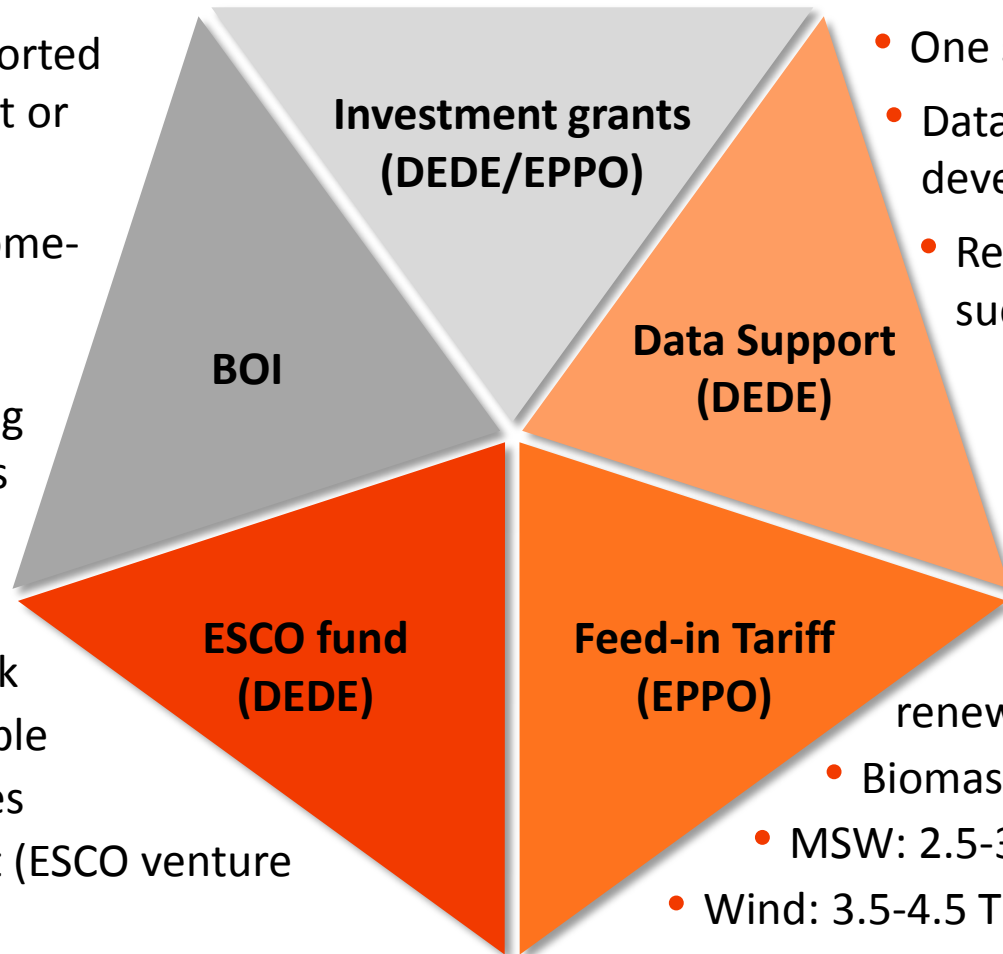 orted
t or
ome-
g
s
Investment grants
(DEDE/EPPO)
One
Data
deve
Re
suc
BOI
Data Support
(DEDE)
ESCO fund
(DEDE)
Feed-in Tariff
(EPPO)
k
ple
es
(ESCO venture
renew
Biomas
MSW: 2.5-3
Wind: 3.5-4.5 T